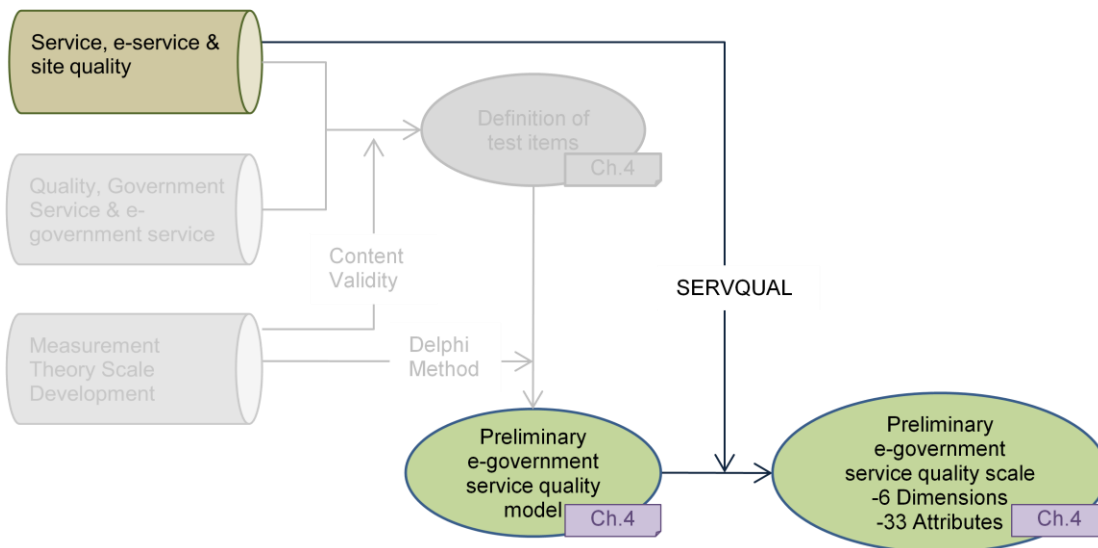 Service, e-service &
site quality
Definition of
test items
Ch.4
Quality, Government
Service & e-
government service
Content
Validity
SERVQUAL
Measurement
Theory Scale
Development
Delphi
Method
Preliminary
e-government
service quality
model
Ch.4
Preliminary
e-government
service quality scale
-6 Dimensions
-33 Attributes
Ch.4